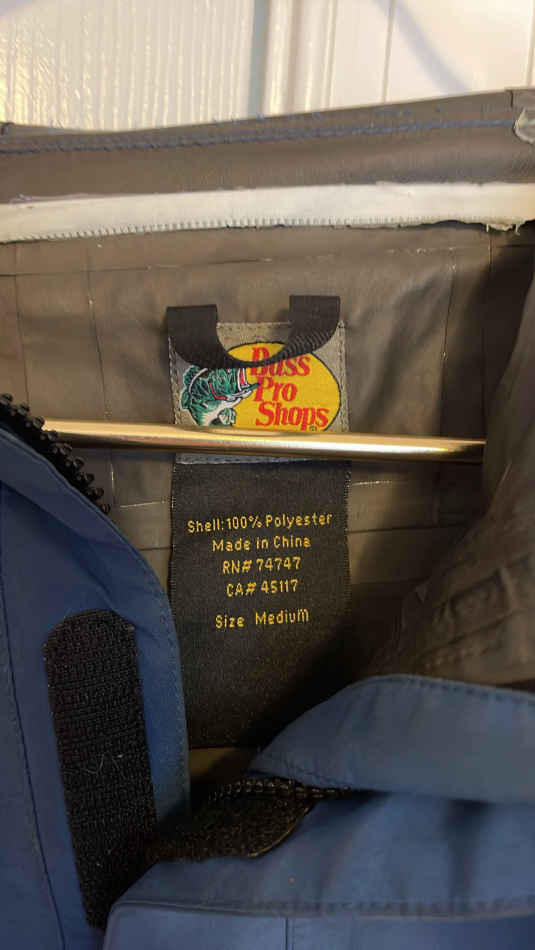 Bass
Pro
Shops
Shell: 100% Polyester
Made in China
RN# 74747
CA# 45117
Size Medium